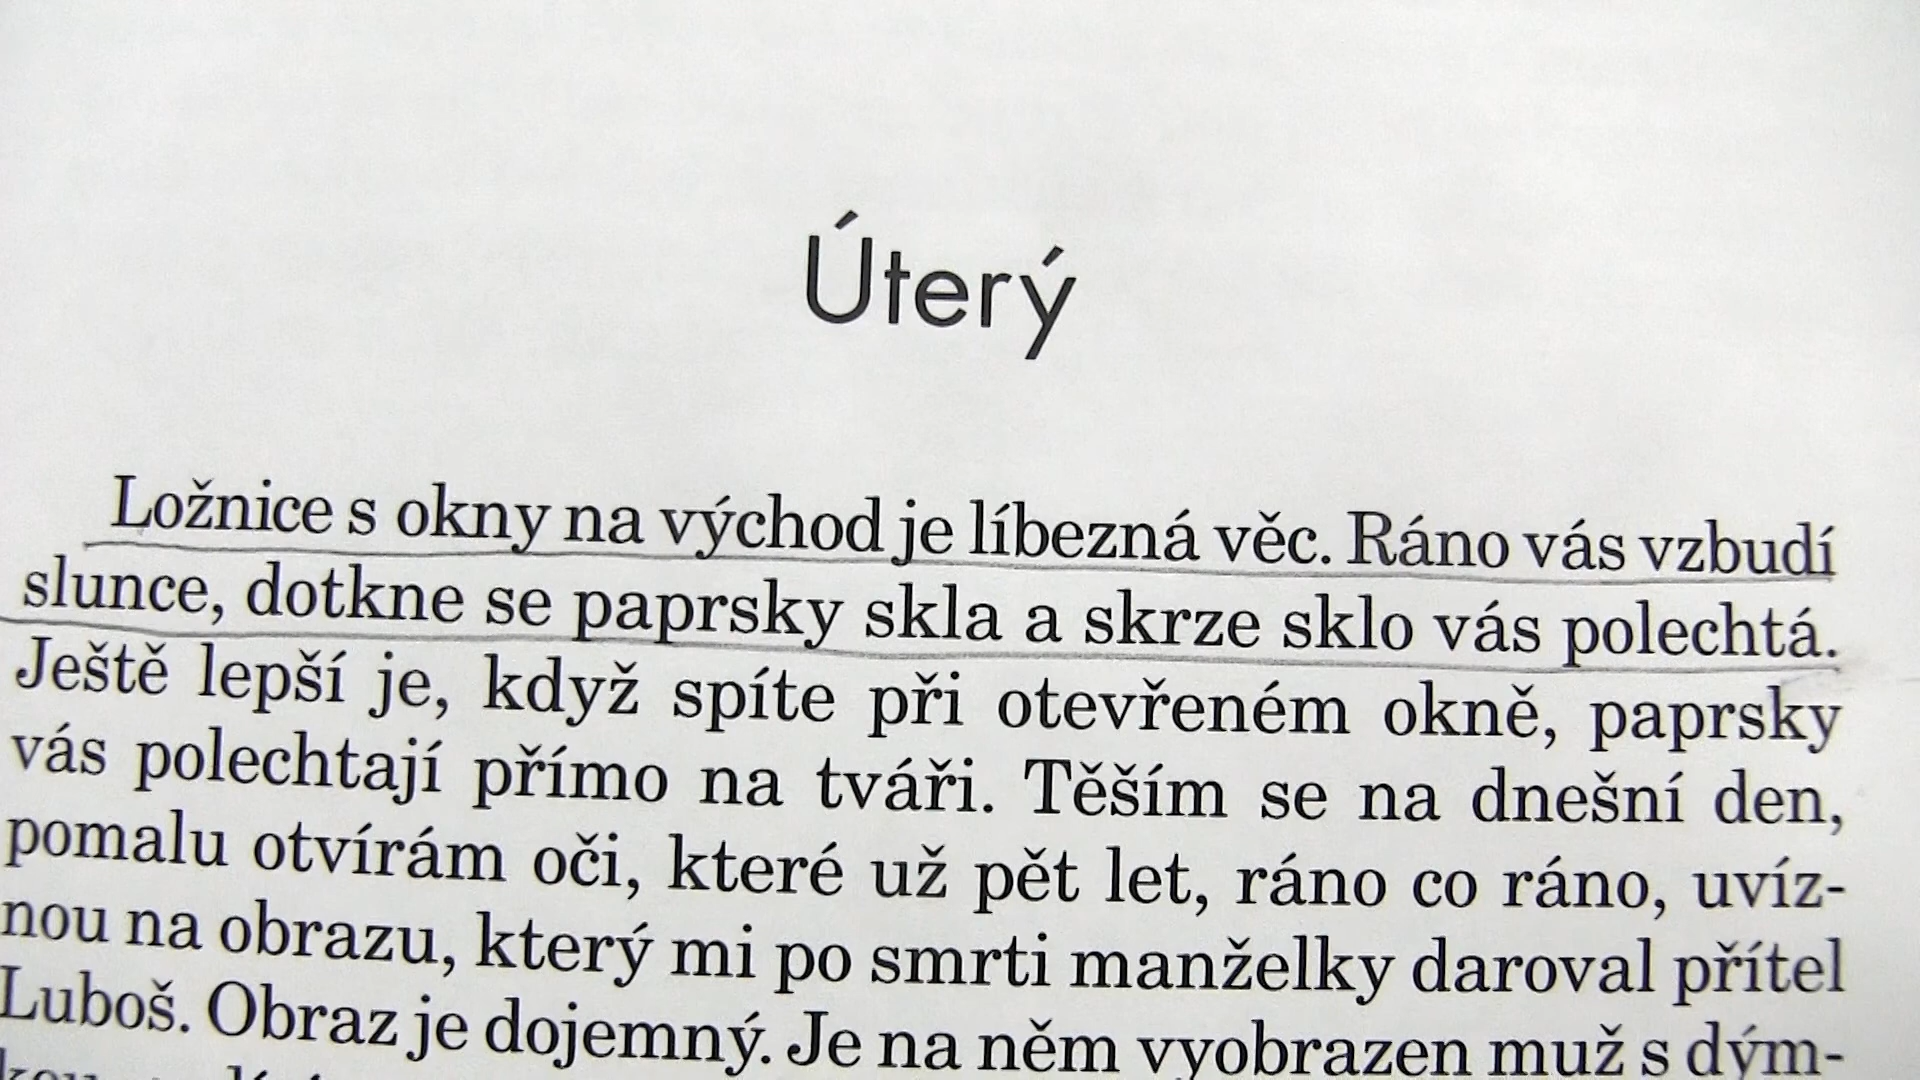 Úterý
Ložnice s okny na východ je líbezná věc. Ráno vás vzbudí
slunce, dotkne se paprsky skla a skrze sklo vás polechtá.
Ještě lepší je, když spíte při otevřeném okně, paprsky
vás polechtají přímo na tváři. Těším se na dnešní den,
pomalu otvírám oči, které už pět let, ráno co ráno, uvíz-
nou na obrazu, který mi po smrti manželky daroval přítel
Luboš. Obraz je dojemný. Je na něm vyobrazen muž s dým-